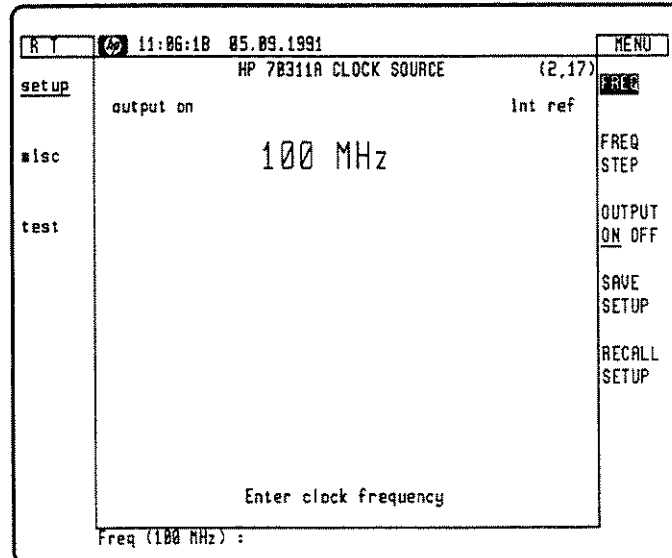 R T
hp 11:06:18 05.09.1991
MENU
HP 70311A CLOCK SOURCE (2,17)
setup
misc
test
output on
Int ref
100 MHz
Enter clock frequency
FREQ
FREQ
STEP
OUTPUT
ON OFF
SAVE
SETUP
RECALL
SETUP
Freq (100 MHz) :